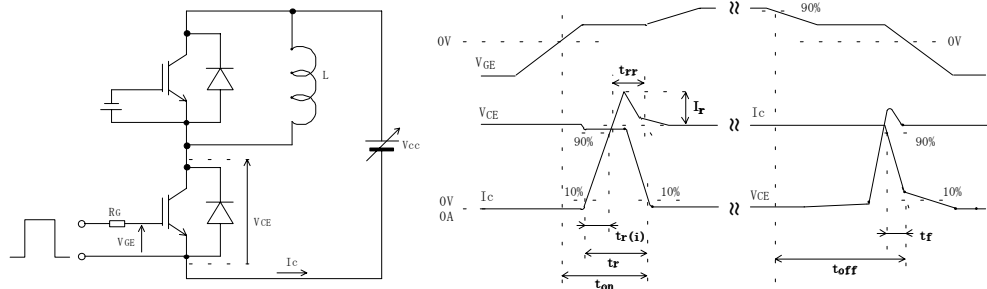 L
Vcc
RG
VGE
VCE
Ic
0V
VGE
90%
0V
trr
Ir
VCE
Ic
90%
90%
0V
0A
Ic
10%
10%
VCE
10%
tr(i)
tf
tr
toff
ton